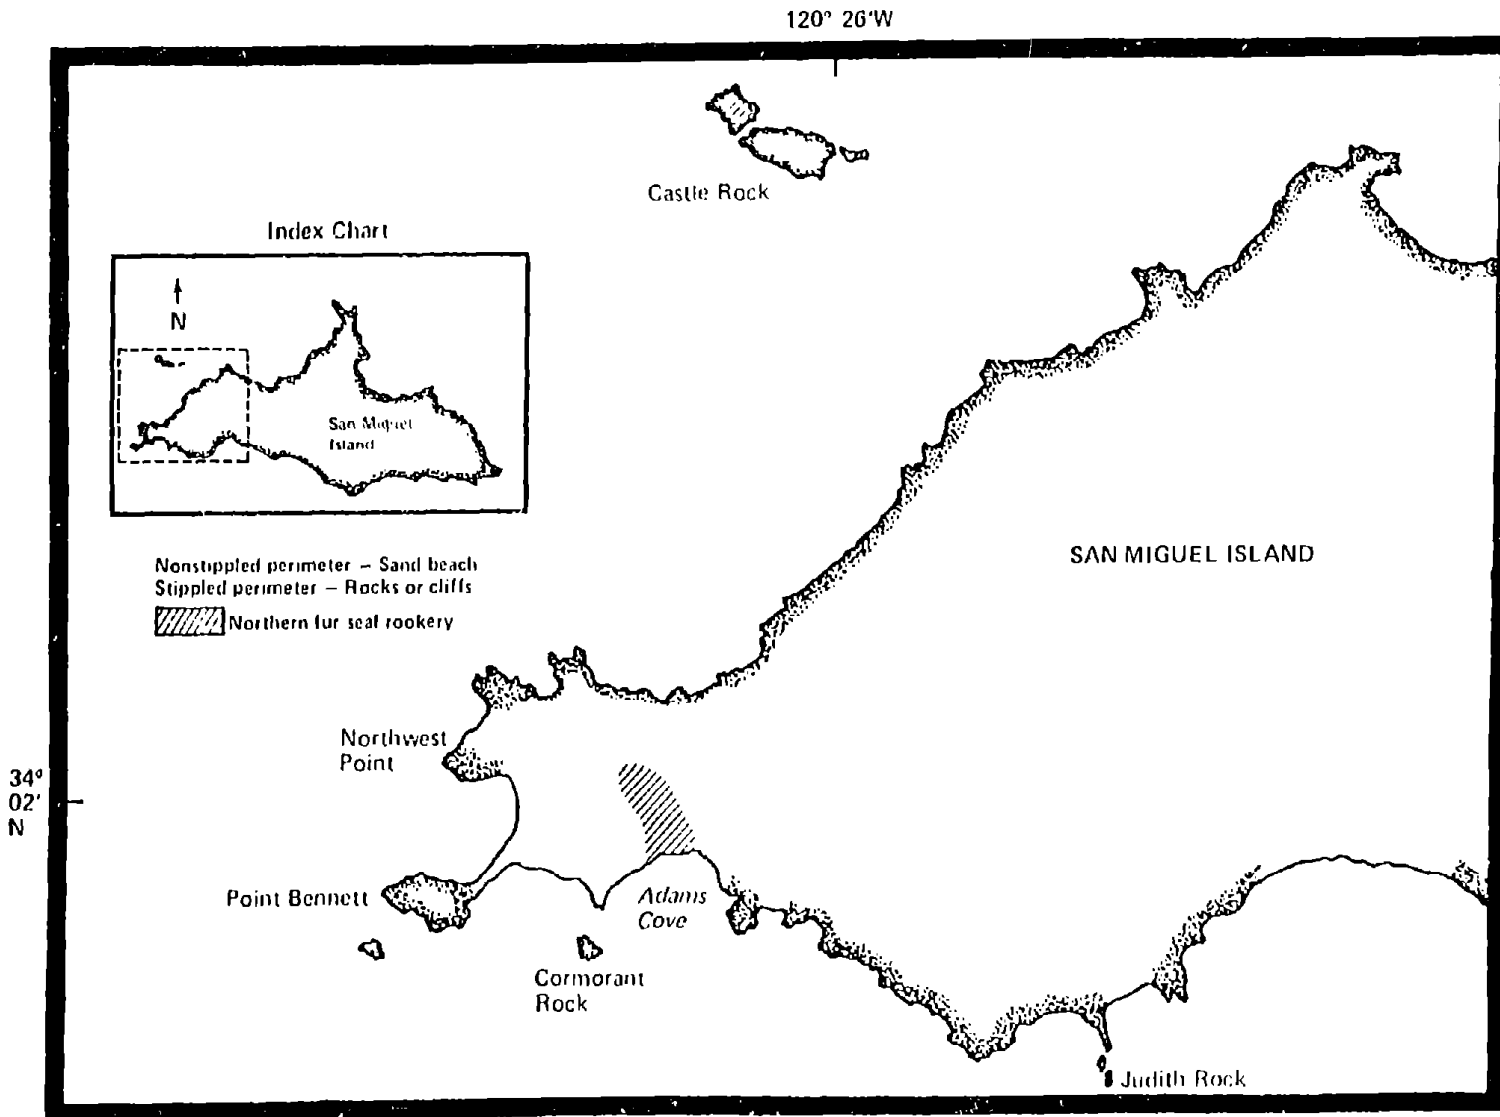 120° 26'W
Castle Rock
Index Chart
N
San Miguel
Island
Nonstippled perimeter – Sand beach
Stippled perimeter – Rocks or cliffs
Northern fur seal rookery
SAN MIGUEL ISLAND
Northwest
Point
34°
02'
N
Point Bennett
Adams
Cove
Cormorant
Rock
Judith Rock